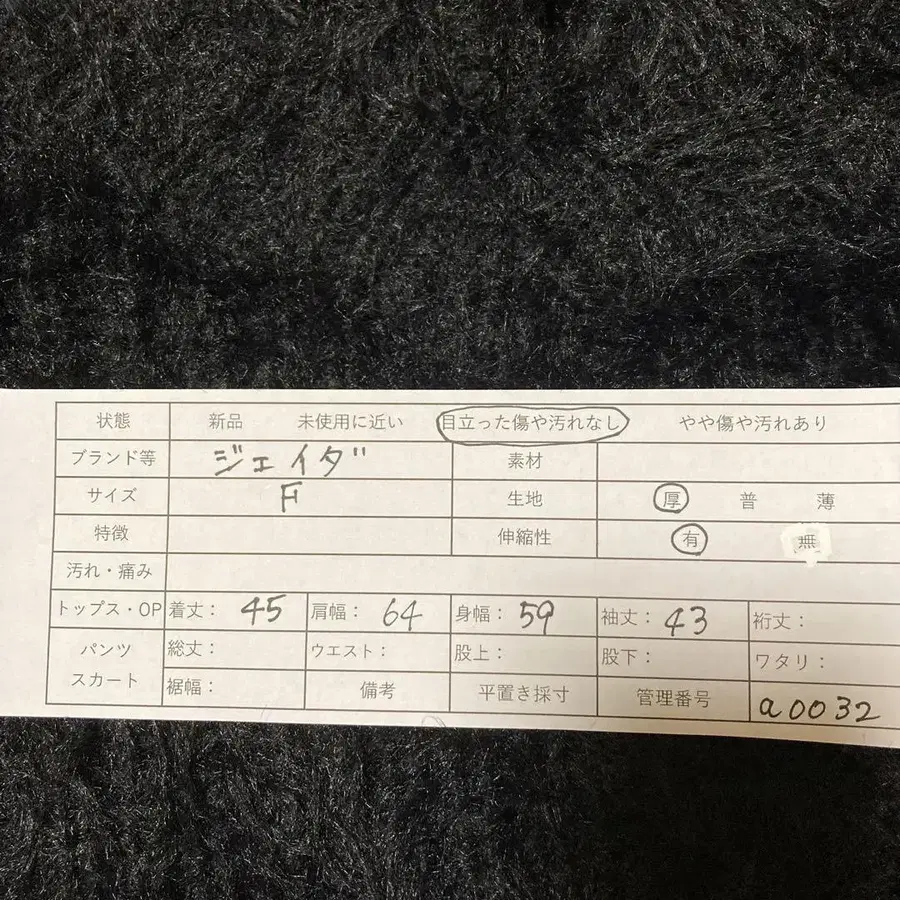 状態 新品 未使用に近い 目立った傷や汚れなし やや傷や汚れあり
ブランド等 ジェイダ 素材
サイズ F 生地 厚 普 薄
特徴 伸縮性 有 無
汚れ・痛み
トップス・OP 着丈: 45 肩幅: 64 身幅: 59 袖丈: 43 裄丈:
パンツ スカート 総丈: ウエスト: 股上: 股下: ワタリ:
裾幅: 備考 平置き採寸 管理番号 a0032